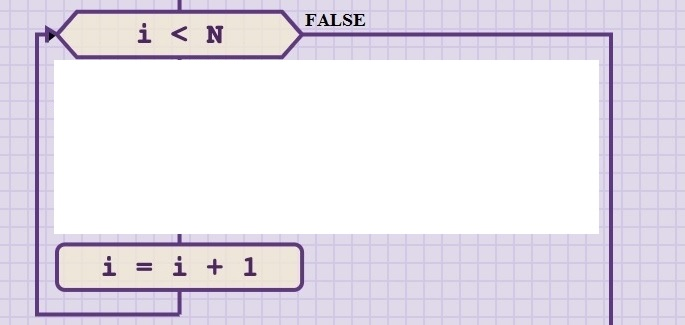 i < N
FALSE
i = i + 1